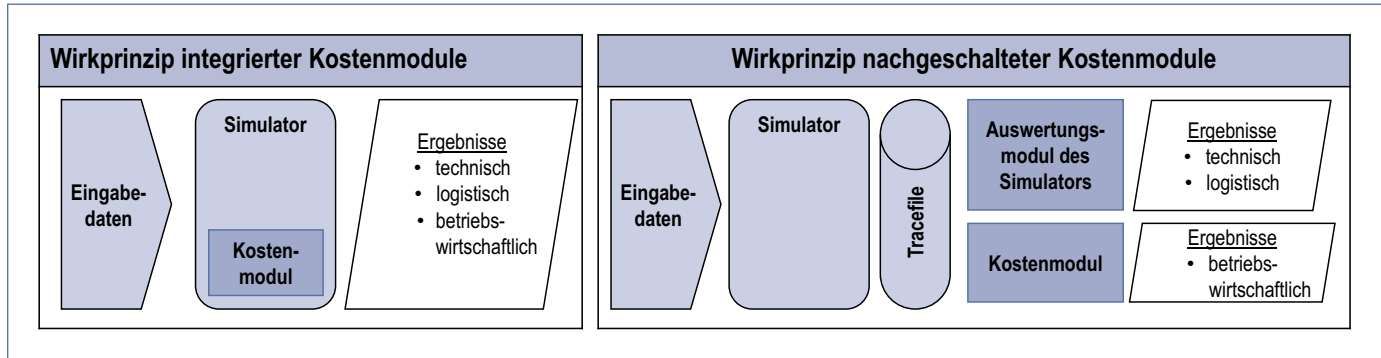 Wirkprinzip integrierter Kostenmodule
Eingabe-
daten
Simulator
Kosten-
modul
Ergebnisse
• technisch
• logistisch
• betriebs-
wirtschaftlich
Wirkprinzip nachgeschalteter Kostenmodule
Eingabe-
daten
Simulator
Tracefile
Auswertungs-
modul des
Simulators
Ergebnisse
• technisch
• logistisch
Kostenmodul
Ergebnisse
• betriebs-
wirtschaftlich